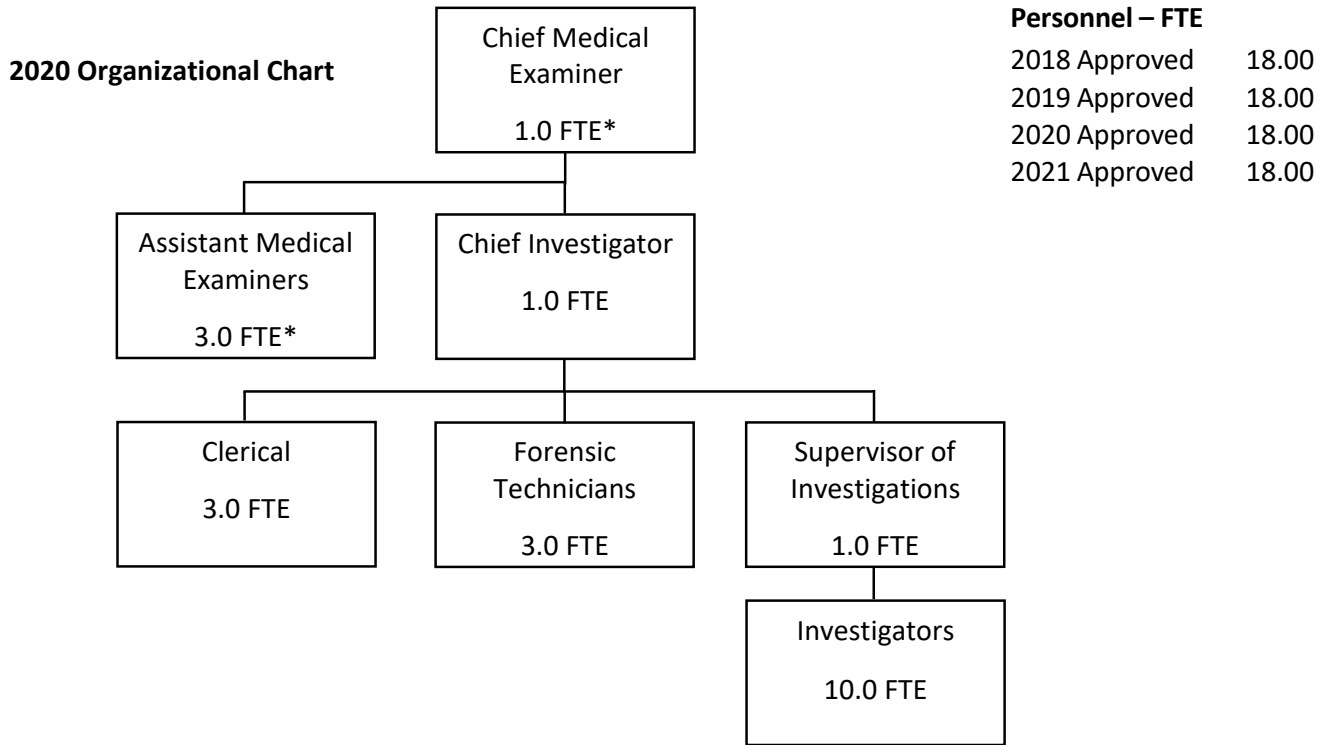 2020 Organizational Chart
Chief Medical
Examiner
1.0 FTE*
Personnel – FTE
2018 Approved 18.00
2019 Approved 18.00
2020 Approved 18.00
2021 Approved 18.00
Assistant Medical
Examiners
3.0 FTE*
Chief Investigator
1.0 FTE
Clerical
3.0 FTE
Forensic
Technicians
3.0 FTE
Supervisor of
Investigations
1.0 FTE
Investigators
10.0 FTE